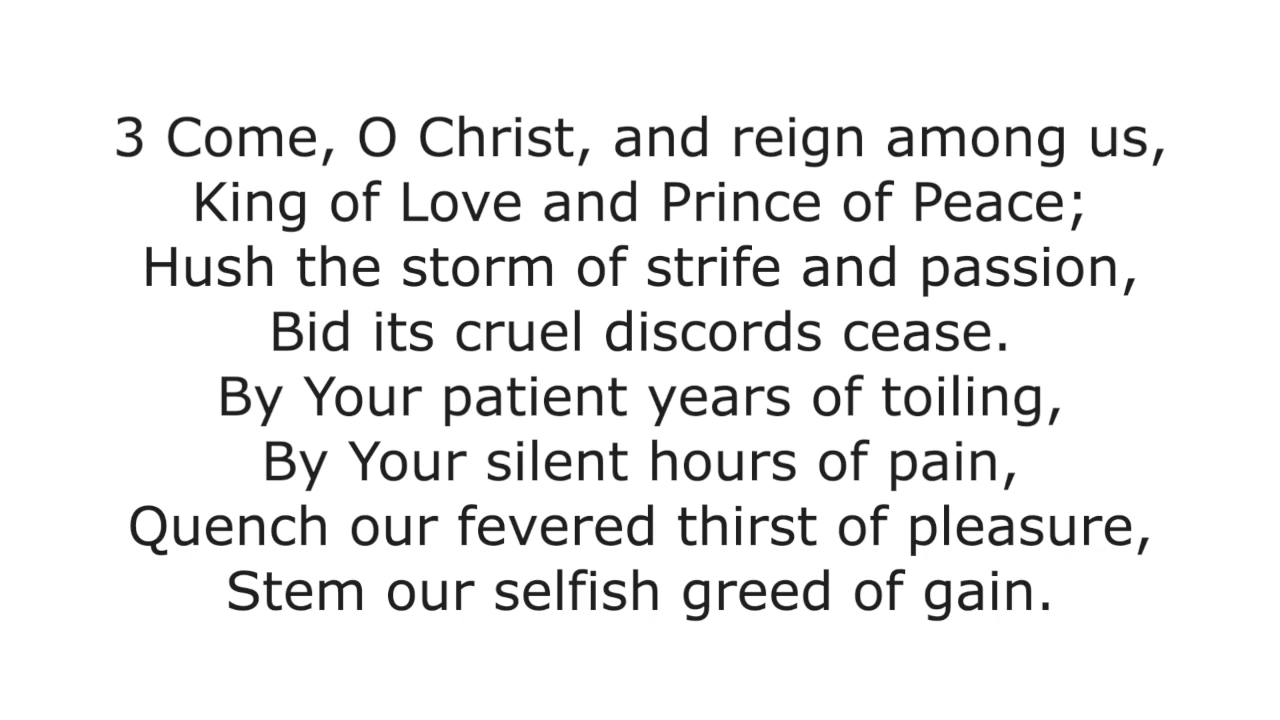 3 Come, O Christ, and reign among us,
King of Love and Prince of Peace;
Hush the storm of strife and passion,
Bid its cruel discords cease.
By Your patient years of toiling,
By Your silent hours of pain,
Quench our fevered thirst of pleasure,
Stem our selfish greed of gain.